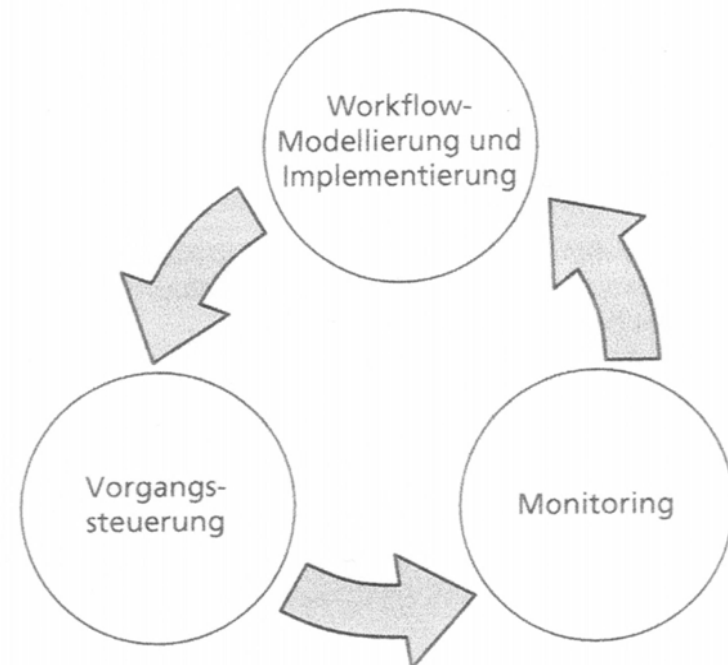 Workflow-
Modellierung und
Implementierung
Vorgangs-
steuerung
Monitoring